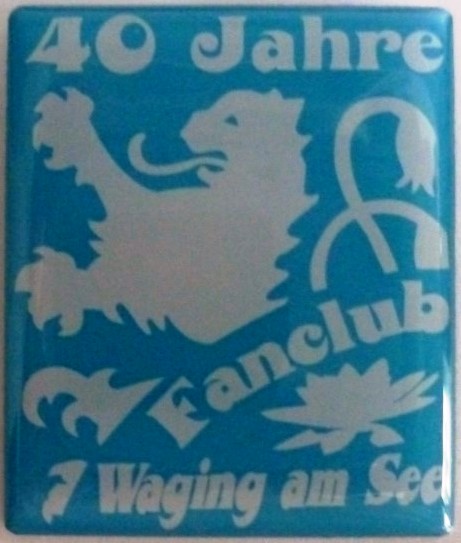 40 Jahre
Fanclub
Waging am See